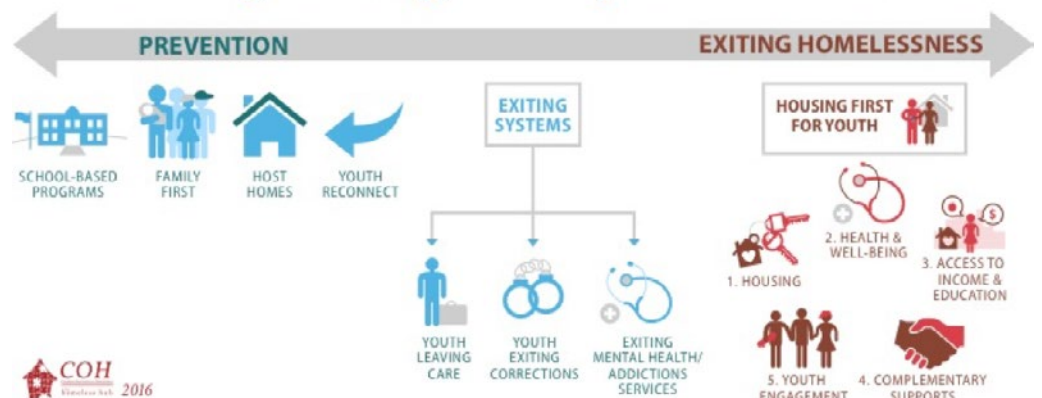 PREVENTION
EXITING HOMELESSNESS
SCHOOL-BASED
PROGRAMS
FAMILY
FIRST
HOST
HOMES
YOUTH
RECONNECT
EXITING
SYSTEMS
YOUTH
LEAVING
CARE
YOUTH
EXITING
CORRECTIONS
EXITING
MENTAL HEALTH/
ADDICTIONS
SERVICES
HOUSING FIRST
FOR YOUTH
1. HOUSING
2. HEALTH &
WELL-BEING
3. ACCESS TO
INCOME &
EDUCATION
$
5. YOUTH
ENGAGEMENT
4. COMPLEMENTARY
SUPPORTS
COH
2016